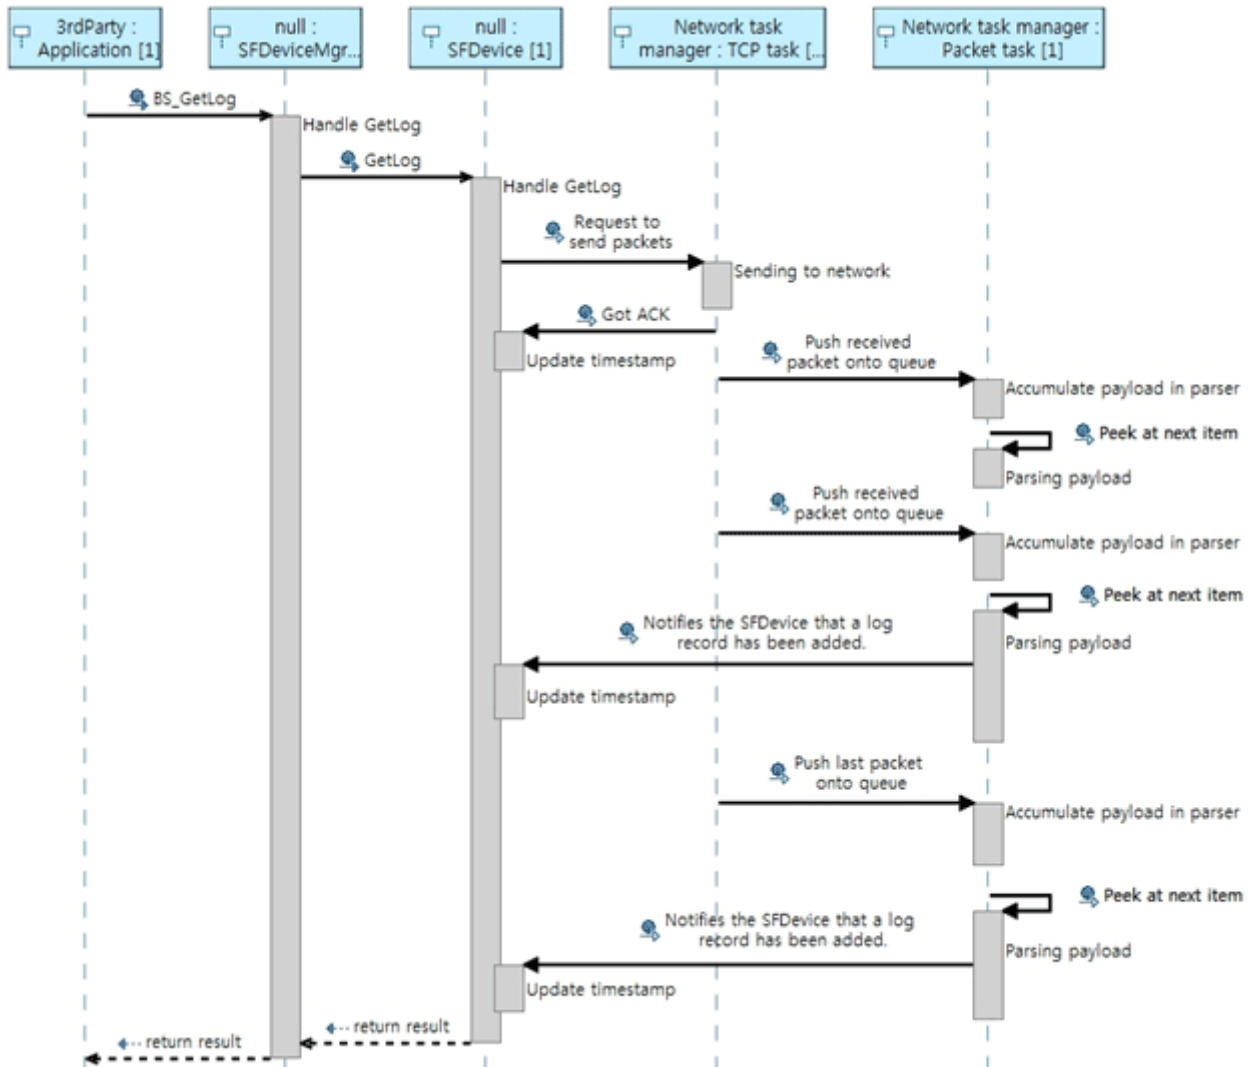 3rdParty :
Application [1]
null :
SFDeviceMgr...
null :
SFDevice [1]
Network task
manager : TCP task [...
Network task manager :
Packet task [1]
BS_GetLog
Handle GetLog
GetLog
Handle GetLog
Request to
send packets
Sending to network
Got ACK
Update timestamp
Push received
packet onto queue
Accumulate payload in parser
Peek at next item
Parsing payload
Push received
packet onto queue
Accumulate payload in parser
Peek at next item
Notifies the SFDevice that a log
record has been added.
Parsing payload
Update timestamp
Push last packet
onto queue
Accumulate payload in parser
Peek at next item
Notifies the SFDevice that a log
record has been added.
Parsing payload
Update timestamp
return result
return result